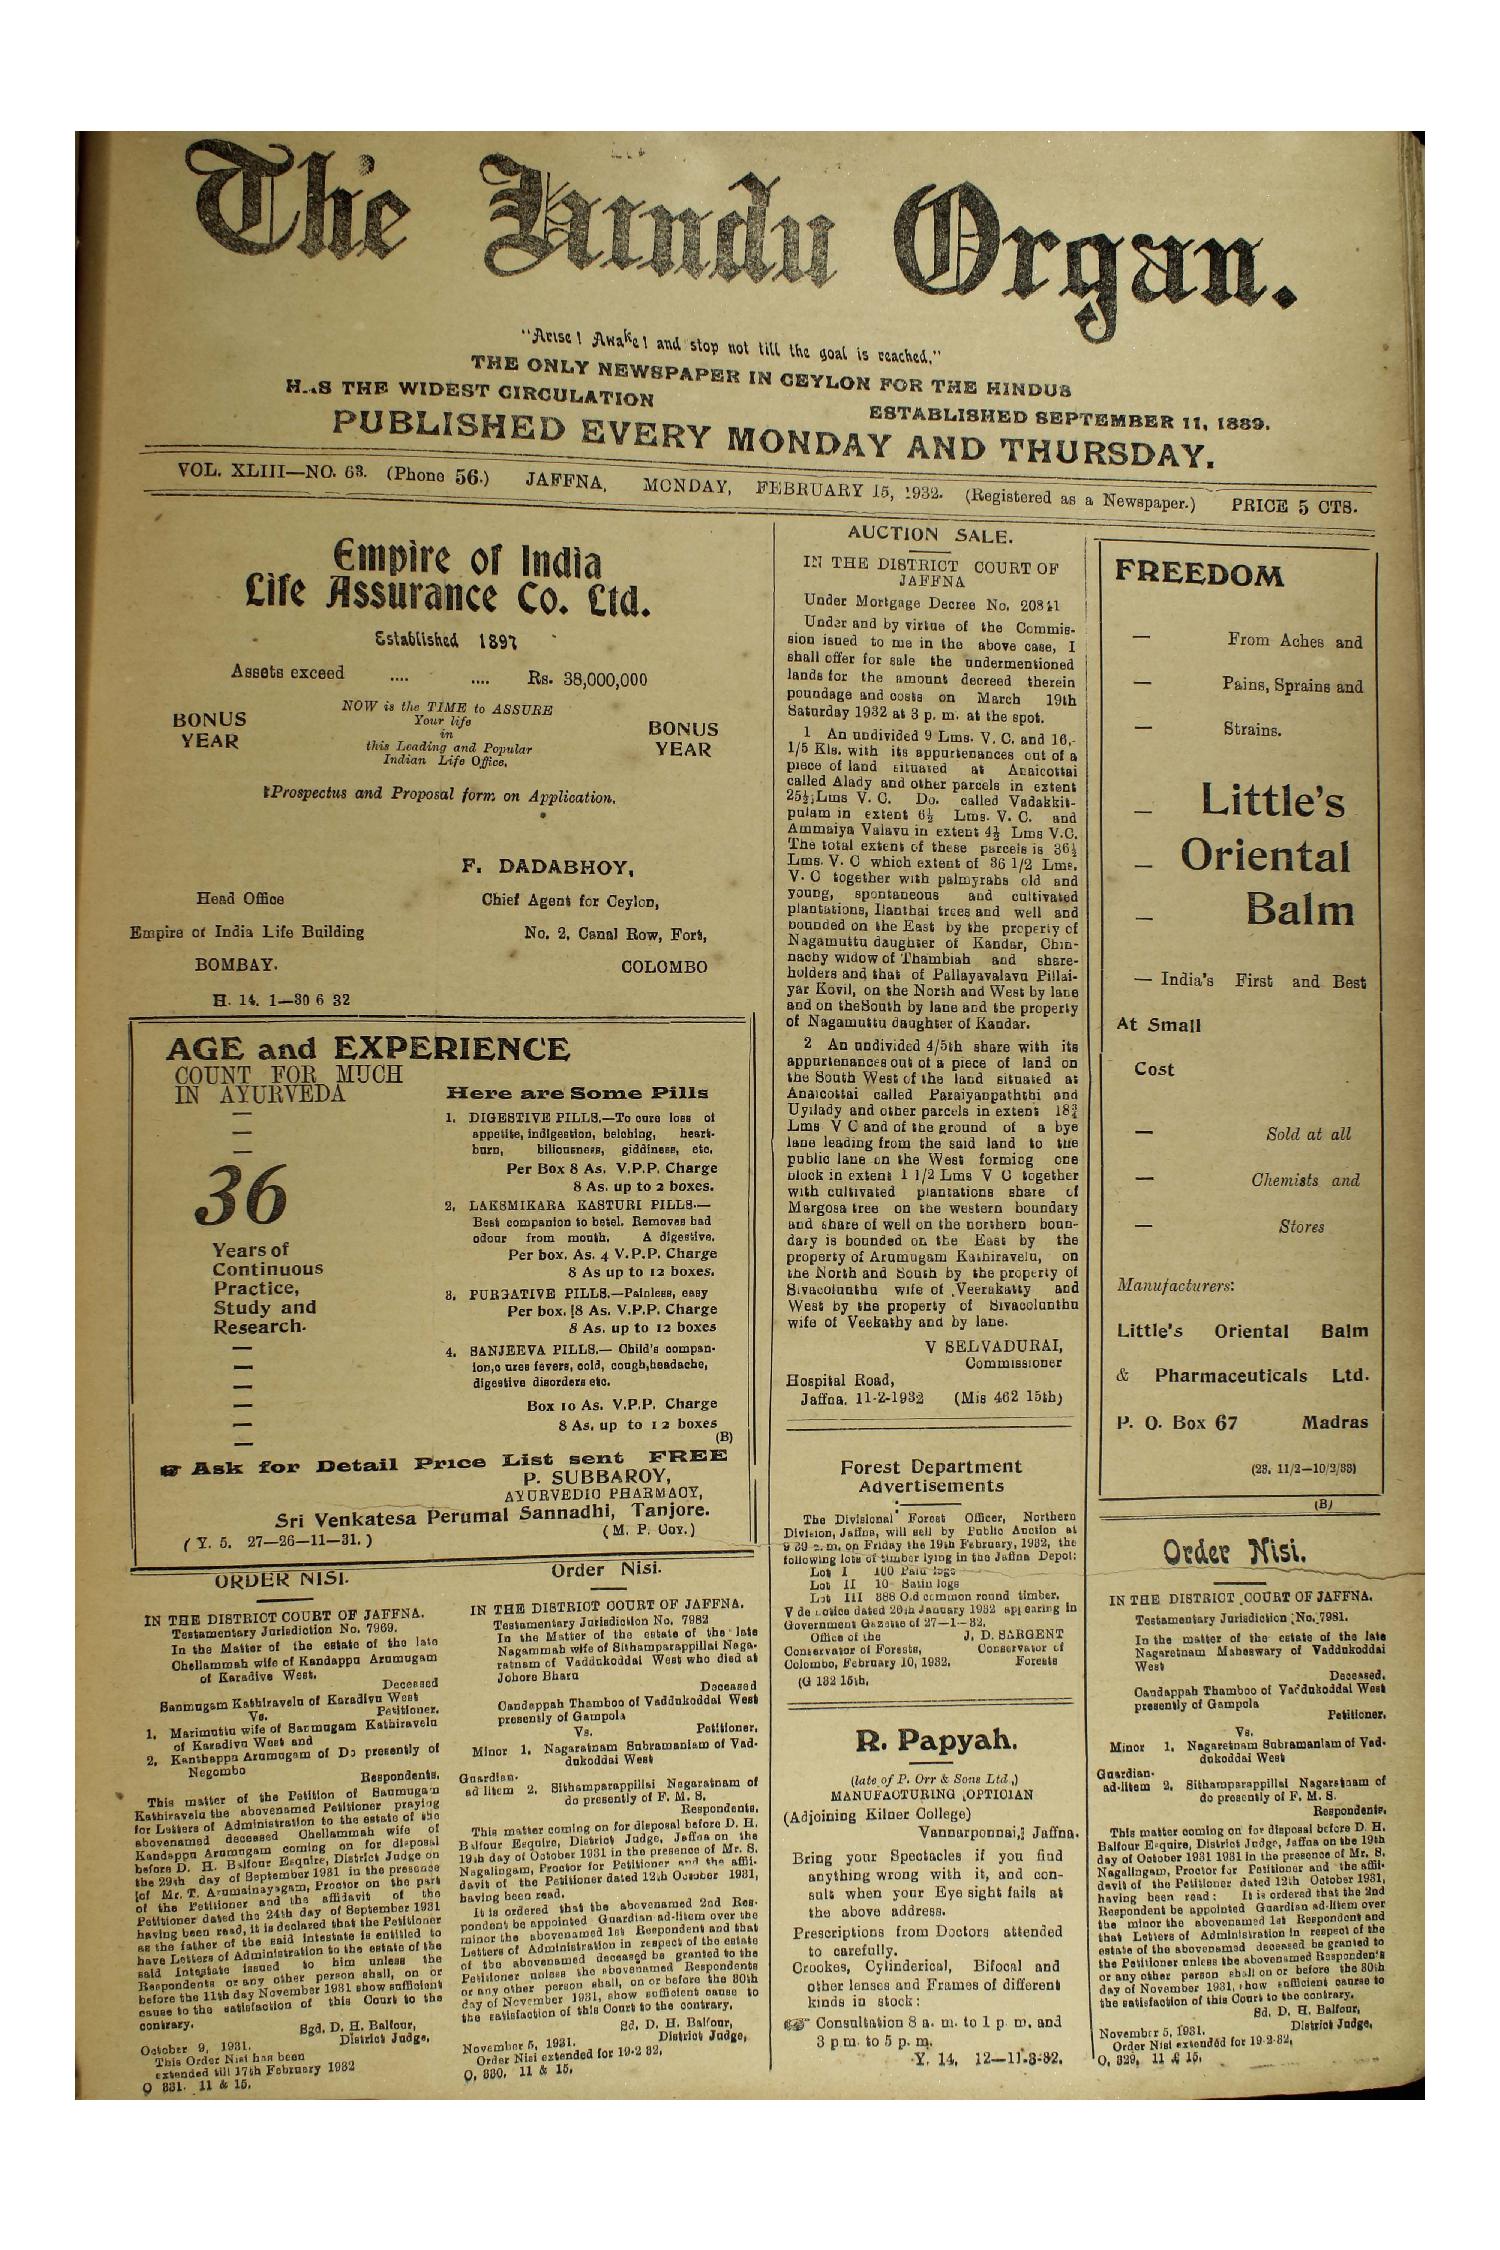 The Hindu Organ.
"Arise! Awake! and stop not till the goal is reached."
THE ONLY NEWSPAPER IN CEYLON FOR THE HINDUS
H..S THE WIDEST CIRCULATION
ESTABLISHED SEPTEMBER 11, 1889.
PUBLISHED EVERY MONDAY AND THURSDAY.
VOL. XLIII—NO. 63. (Phone 56.) JAFFNA, MONDAY, FEBRUARY 15, 1932. (Registered as a Newspaper.) PRICE 5 CTS.
Empire of India
Life Assurance Co. Ltd.
Established 1897
Assets exceed .... .... Rs. 38,000,000
BONUS
YEAR
NOW is the TIME to ASSURE
Your life
in
this Leading and Popular
Indian Life Office.
BONUS
YEAR
Prospectus and Proposal form on Application.
F. DADABHOY,
Head Office Chief Agent for Ceylon,
Empire of India Life Building No. 2, Canal Row, Fort,
BOMBAY. COLOMBO
H. 14. 1—30 6 32
AGE and EXPERIENCE
COUNT FOR MUCH
IN AYURVEDA
—
—
—
36
Years of
Continuous
Practice,
Study and
Research.
—
—
—
—
—
—
Here are Some Pills
1. DIGESTIVE PILLS.—To cure loss of
appetite, indigestion, belching, heart-
burn, biliousness, giddiness, etc.
Per Box 8 As. V.P.P. Charge
8 As. up to 2 boxes.
2. LAKSMIKARA KASTURI PILLS.—
Best companion to betel. Removes bad
odour from mouth. A digestive.
Per box. As. 4 V.P.P. Charge
8 As up to 12 boxes.
3. PURGATIVE PILLS.—Painless, easy
Per box. 8 As. V.P.P. Charge
8 As. up to 12 boxes
4. SANJEEVA PILLS.— Child's compan-
ion,c ures fevers, cold, cough,headache,
digestive disorders etc.
Box 10 As. V.P.P. Charge
8 As. up to 12 boxes
(B)
☞ Ask for Detail Price List sent FREE
P. SUBBAROY,
AYURVEDIC PHARMACY,
Sri Venkatesa Perumal Sannadhi, Tanjore.
( Y. 5. 27—26—11—31. ) ( M. P. Coy. )
ORDER NISI.
IN THE DISTRICT COURT OF JAFFNA.
Testamentary Jurisdiction No. 7969.
In the Matter of the estate of the late
Chellammah wife of Kandappu Arumugam
of Karadive West.
Deceased
Sanmugam Kathiravelu of Karadivu West
Vs. Petitioner.
1. Marimuttu wife of Sanmugam Kathiravelu
of Karadivu West and
2. Kanthappu Arumugam of Do presently of
Negombo
Respondents.
This matter of the Petition of Sanmugam
Kathiravelu the abovenamed Petitioner praying
for Letters of Administration to the estate of the
abovenamed deceased Chellammah wife of
Kandappu Arumugam coming on for disposal
before D. H. Balfour Esquire, District Judge on
the 29th day of September 1931 in the presence
of Mr. T. Arumainayagam, Proctor on the part
of the Petitioner and the affidavit of the
Petitioner dated the 24th day of September 1931
having been read, it is declared that the Petitioner
as the father of the said intestate is entitled to
have Letters of Administration to the estate of the
said Intestate issued to him unless the
Respondents or any other person shall, on or
before the 11th day November 1931 show sufficient
cause to the satisfaction of this Court to the
contrary.
Sgd. D. H. Balfour,
October 9, 1931. District Judge,
This Order Nisi has been
extended till 17th February 1932
O 331. 11 & 15.
Order Nisi.
IN THE DISTRICT COURT OF JAFFNA.
Testamentary Jurisdiction No. 7982
In the Matter of the estate of the late
Nagammah wife of Sithamparappillai Naga-
ratnam of Vaddukoddai West who died at
Johore Bharu
Deceased
Candappah Thamboo of Vaddukoddai West
presently of Gampola
Vs. Petitioner.
Minor 1. Nagaratnam Subramaniam of Vad-
dukoddai West
Guardian-
ad litem 2. Sithamparappillai Nagaratnam of
do presently of F. M. S.
Respondents.
This matter coming on for disposal before D. H.
Balfour Esquire, District Judge, Jaffna on the
19th day of October 1931 in the presence of Mr. S.
Nagalingam, Proctor for Petitioner and the affi-
davit of the Petitioner dated 12th October 1931,
having been read.
It is ordered that the abovenamed 2nd Res-
pondent be appointed Guardian ad-litem over the
minor the abovenamed 1st Respondent and that
Letters of Administration in respect of the estate
of the abovenamed deceased be granted to the
Petitioner unless the abovenamed Respondents
or any other person shall, on or before the 30th
day of November 1931, show sufficient cause to
the satisfaction of this Court to the contrary.
Sd. D. H. Balfour,
November 5, 1931. District Judge,
Order Nisi extended for 19-2 32,
O, 330. 11 & 15,
AUCTION SALE.
IN THE DISTRICT COURT OF
JAFFNA
Under Mortgage Decree No. 20841
Under and by virtue of the Commis-
sion isued to me in the above case, I
shall offer for sale the undermentioned
lands for the amount decreed therein
poundage and costs on March 19th
Saturday 1932 at 3 p. m. at the spot.
1 An undivided 9 Lms. V. C. and 16,-
1/5 Kls. with its appurtenances out of a
piece of land situated at Anaicottai
called Alady and other parcels in extent
25½ Lms V. C. Do. called Vadakkit-
pulam in extent 6½ Lms. V. C. and
Ammaiya Valavu in extent 4½ Lms V.C.
The total extent of these parcels is 36½
Lms. V. C which extent of 36 1/2 Lms.
V. C together with palmyrahs old and
young, spontaneous and cultivated
plantations, Ilanthai trees and well and
bounded on the East by the property of
Nagamuttu daughter of Kandar, Chin-
nachy widow of Thambiah and share-
holders and that of Pallayavalavu Pillai-
yar Kovil, on the North and West by lane
and on theSouth by lane and the property
of Nagamuttu daughter of Kandar.
2 An undivided 4/5th share with its
appurtenances out of a piece of land on
the South West of the land situated at
Anaicottai called Paraiyanpaththi and
Uyilady and other parcels in extent 18¾
Lms V C and of the ground of a bye
lane leading from the said land to the
public lane on the West forming one
block in extent 1 1/2 Lms V C together
with cultivated plantations share of
Margosa tree on the western boundary
and share of well on the northern boun-
dary is bounded on the East by the
property of Arumugam Kathiravelu, on
the North and South by the property of
Sivacolunthu wife of Veerakatty and
West by the property of Sivacolunthu
wife of Veekathy and by lane.
V SELVADURAI,
Commissioner
Hospital Road,
Jaffna. 11-2-1932 (Mis 462 15th)
Forest Department
Advertisements
The Divisional Forest Officer, Northern
Division, Jaffna, will sell by Public Auction at
9 30 a.m. on Friday the 19th February, 1932, the
following lots of timber lying in the Jaffna Depot:
Lot I 100 Palu logs
Lot II 10 Satin logs
Lot III 388 Old common round timber.
V de notice dated 26th January 1932 appearing in
Government Gazette of 27—1—32.
Office of the J. D. SARGENT
Conservator of Forests, Conservator of
Colombo, February 10, 1932. Forests
(G 132 15th,
R. Papyah.
(late of P. Orr & Sons Ltd,)
MANUFACTURING OPTICIAN
(Adjoining Kilner College)
Vannarponnai, Jaffna.
Bring your Spectacles if you find
anything wrong with it, and con-
sult when your Eye sight fails at
the above address.
Prescriptions from Doctors attended
to carefully.
Crookes, Cylinderical, Bifocal and
other lenses and Frames of different
kinds in stock:
☞ Consultation 8 a. m. to 1 p. m. and
3 p.m. to 5 p. m.
Y. 14. 12—11-3-32.
FREEDOM
— From Aches and
— Pains, Sprains and
— Strains.
— Little's
— Oriental
— Balm
— India's First and Best
At Small
Cost
— Sold at all
— Chemists and
— Stores
Manufacturers:
Little's Oriental Balm
& Pharmaceuticals Ltd.
P. O. Box 67 Madras
(23. 11/2—10/2/33)
(B)
Order Nisi.
IN THE DISTRICT COURT OF JAFFNA.
Testamentary Jurisdiction No. 7981.
In the matter of the estate of the late
Nagaretnam Maheswary of Vaddukoddai
West
Deceased.
Candappah Thamboo of Vaddukoddai West
presently of Gampola
Petitioner.
Vs.
Minor 1. Nagaretnam Subramaniam of Vad-
dukoddai West
Guardian-
ad-litem 2. Sithamparappillai Nagaratnam of
do presently of F. M. S.
Respondents.
This matter coming on for disposal before D. H.
Balfour Esquire, District Judge, Jaffna on the 19th
day of October 1931 1931 in the presence of Mr. S.
Nagalingam, Proctor for Petitioner and the affi-
davit of the Petitioner dated 12th October 1931,
having been read: It is ordered that the 2nd
Respondent be appointed Guardian ad-litem over
the minor the abovenamed 1st Respondent and
that Letters of Administration in respect of the
estate of the abovenamed deceased be granted to
the Petitioner unless the abovenamed Responden's
or any other person shall on or before the 30th
day of November 1931, show sufficient cause to
the satisfaction of this Court to the contrary.
Sd. D. H. Balfour,
November 5, 1931. District Judge,
Order Nisi extended for 19-2-32,
O, 329, 11 & 15,